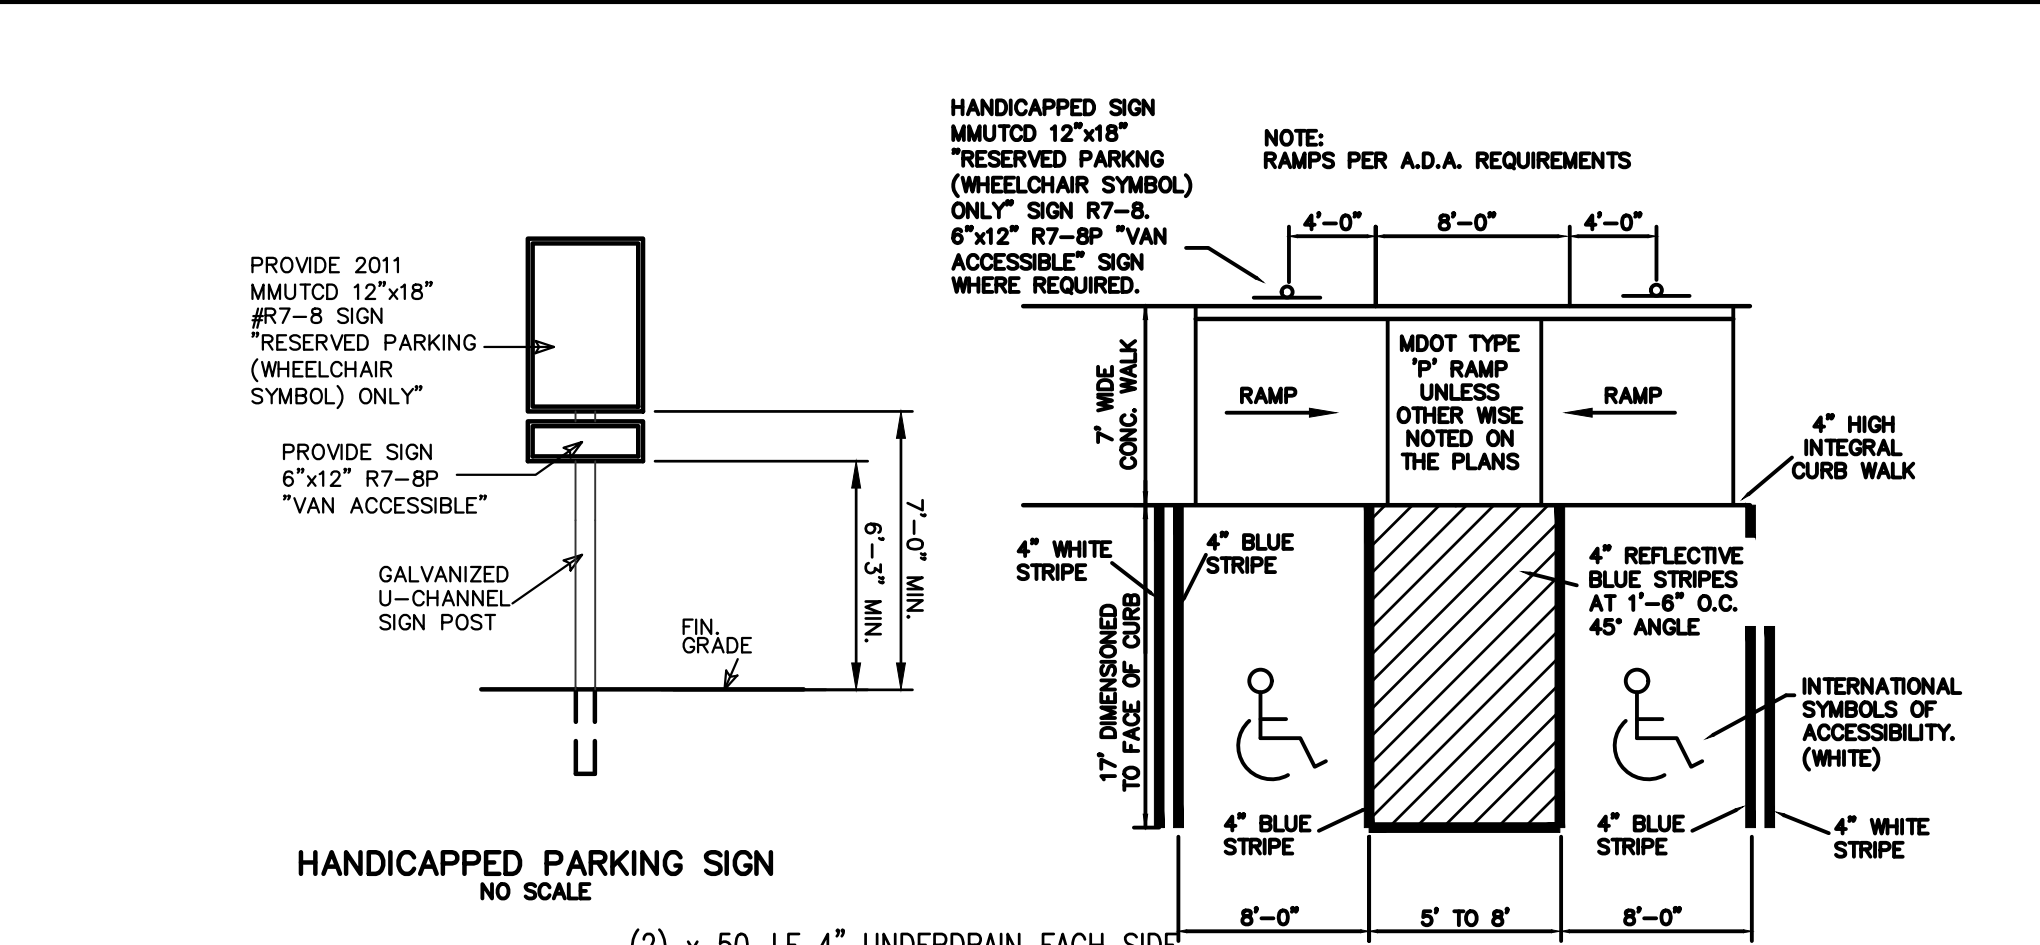 PROVIDE 2011
MMUTCD 12"x18"
#R7-8 SIGN
"RESERVED PARKING
(WHEELCHAIR
SYMBOL) ONLY"
PROVIDE SIGN
6"x12" R7-8P
"VAN ACCESSIBLE"
GALVANIZED
U-CHANNEL
SIGN POST
FIN.
GRADE
6'-3" MIN.
7'-0" MIN.
HANDICAPPED PARKING SIGN
NO SCALE
HANDICAPPED SIGN
MMUTCD 12"x18"
"RESERVED PARKNG
(WHEELCHAIR SYMBOL)
ONLY" SIGN R7-8.
6"x12" R7-8P "VAN
ACCESSIBLE" SIGN
WHERE REQUIRED.
NOTE:
RAMPS PER A.D.A. REQUIREMENTS
4'-0"
8'-0"
4'-0"
7' WIDE
CONC. WALK
RAMP
MDOT TYPE
'P' RAMP
UNLESS
OTHER WISE
NOTED ON
THE PLANS
RAMP
4" HIGH
INTEGRAL
CURB WALK
4" WHITE
STRIPE
4" BLUE
STRIPE
4" REFLECTIVE
BLUE STRIPES
AT 1'-6" O.C.
45° ANGLE
17' DIMENSIONED
TO FACE OF CURB
INTERNATIONAL
SYMBOLS OF
ACCESSIBILITY.
(WHITE)
4" BLUE
STRIPE
4" BLUE
STRIPE
4" WHITE
STRIPE
8'-0"
5' TO 8'
8'-0"
(2) x 50 LF 4" UNDERDRAIN EACH SIDE